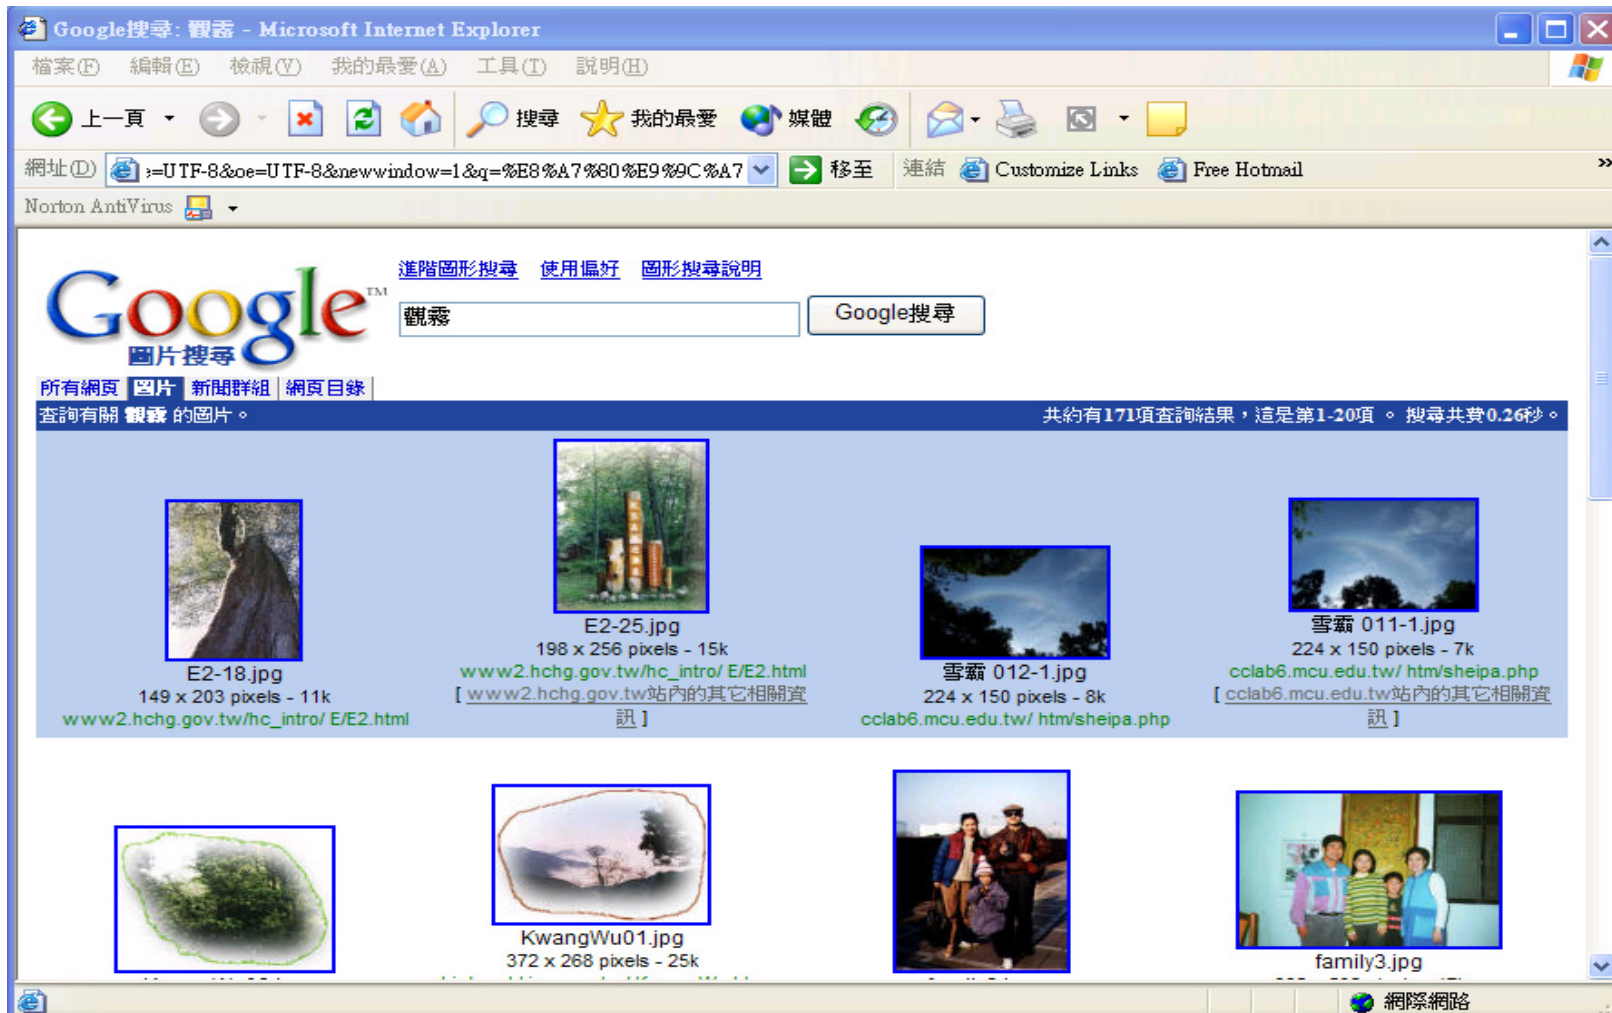 Google搜尋: 觀霧 - Microsoft Internet Explorer
檔案(F) 編輯(E) 檢視(V) 我的最愛(A) 工具(T) 說明(H)
上一頁 搜尋 我的最愛 媒體
網址(D) :=UTF-8&oe=UTF-8&newwindow=1&q=%E8%A7%80%E9%9C%A7 移至 連結 Customize Links Free Hotmail »
Norton AntiVirus
進階圖形搜尋 使用偏好 圖形搜尋說明
Google™
觀霧 Google搜尋
圖片搜尋
所有網頁 圖片 新聞群組 網頁目錄
查詢有關 觀霧 的圖片。 共約有171項查詢結果,這是第1-20項 。 搜尋共費0.26秒。
E2-18.jpg
149 x 203 pixels - 11k
www2.hchg.gov.tw/hc_intro/ E/E2.html
E2-25.jpg
198 x 256 pixels - 15k
www2.hchg.gov.tw/hc_intro/ E/E2.html
[ www2.hchg.gov.tw站內的其它相關資
訊 ]
雪霸 012-1.jpg
224 x 150 pixels - 8k
cclab6.mcu.edu.tw/ htm/sheipa.php
雪霸 011-1.jpg
224 x 150 pixels - 7k
cclab6.mcu.edu.tw/ htm/sheipa.php
[ cclab6.mcu.edu.tw站內的其它相關資
訊 ]
KwangWu01.jpg
372 x 268 pixels - 25k
family3.jpg
網際網路